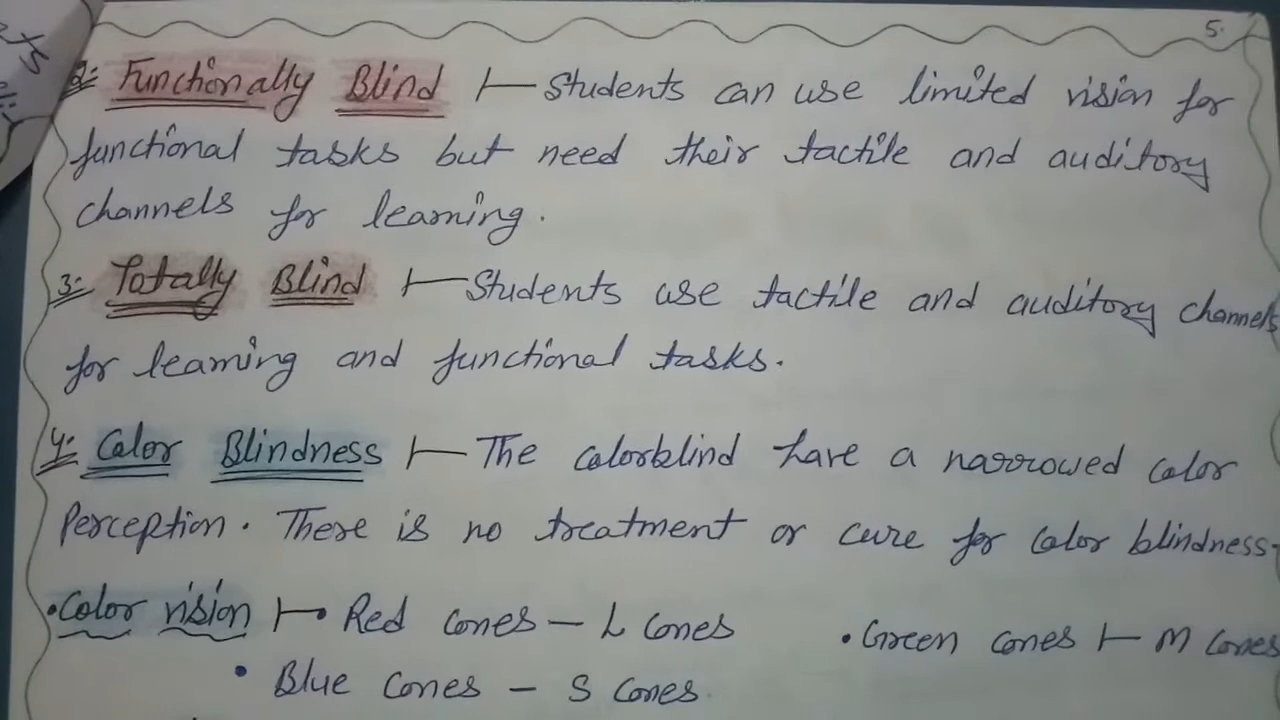 5.
2:- Functionally Blind ⊢ Students can use limited vision for
functional tasks but need their tactile and auditory
channels for learning.
3:- Totally Blind ⊢ Students use tactile and auditory channels
for learning and functional tasks.
4:- Color Blindness ⊢ The colorblind have a narrowed color
Perception. There is no treatment or cure for Color blindness.
• Color vision ⊢ • Red Cones — L Cones • Green Cones ⊢ M Cones
• Blue Cones — S Cones